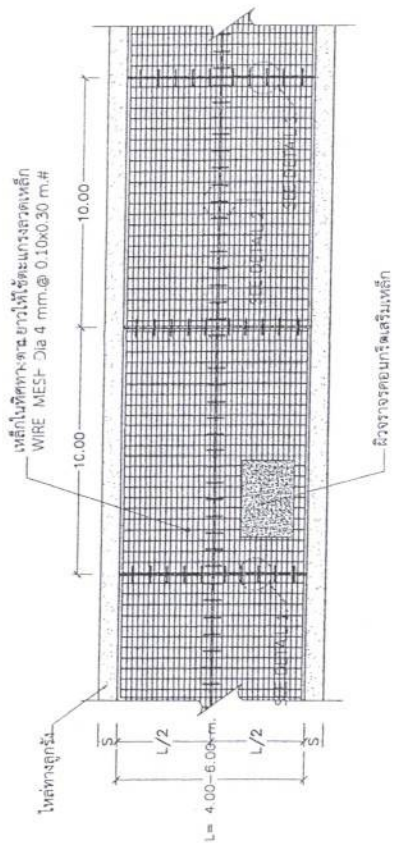 ไหล่ทางลูกรัง
เหล็กในทิศทางตามยาวให้ใช้ตะแกรงลวดเหล็ก
WIRE MESH Dia 4 mm.@ 0.10x0.30 m.#
10.00
10.00
S
L/2
L/2
S
L= 4.00-6.00 m.
SEE DETAIL 1
SEE DETAIL 2
SEE DETAIL
ผิวจราจรคอนกรีตเสริมเหล็ก